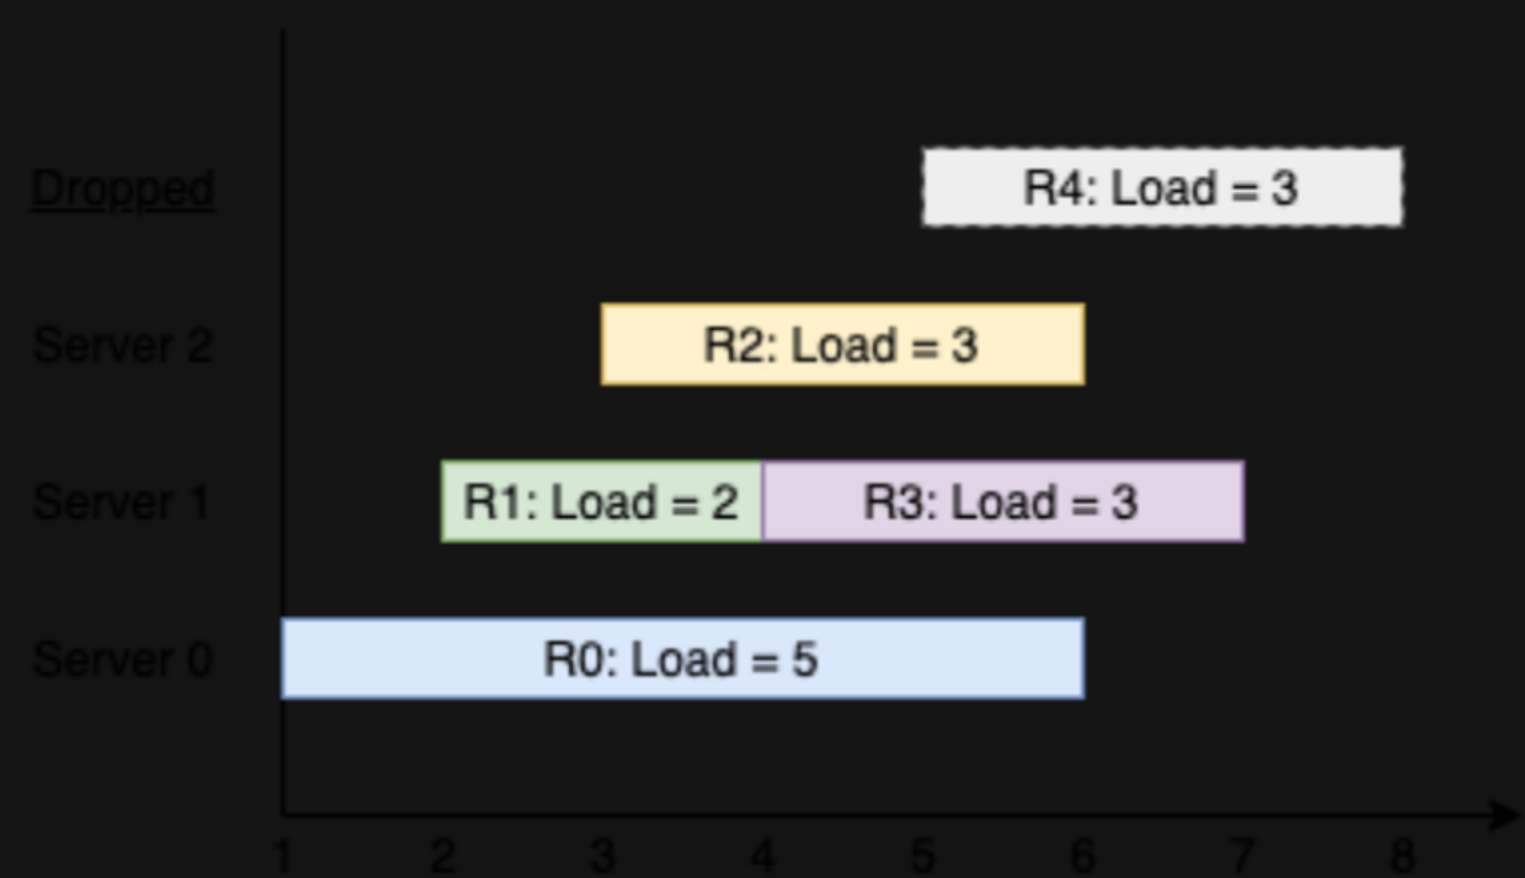 Dropped
R4: Load = 3
Server 2
R2: Load = 3
Server 1
R1: Load = 2
R3: Load = 3
Server 0
R0: Load = 5
1 2 3 4 5 6 7 8